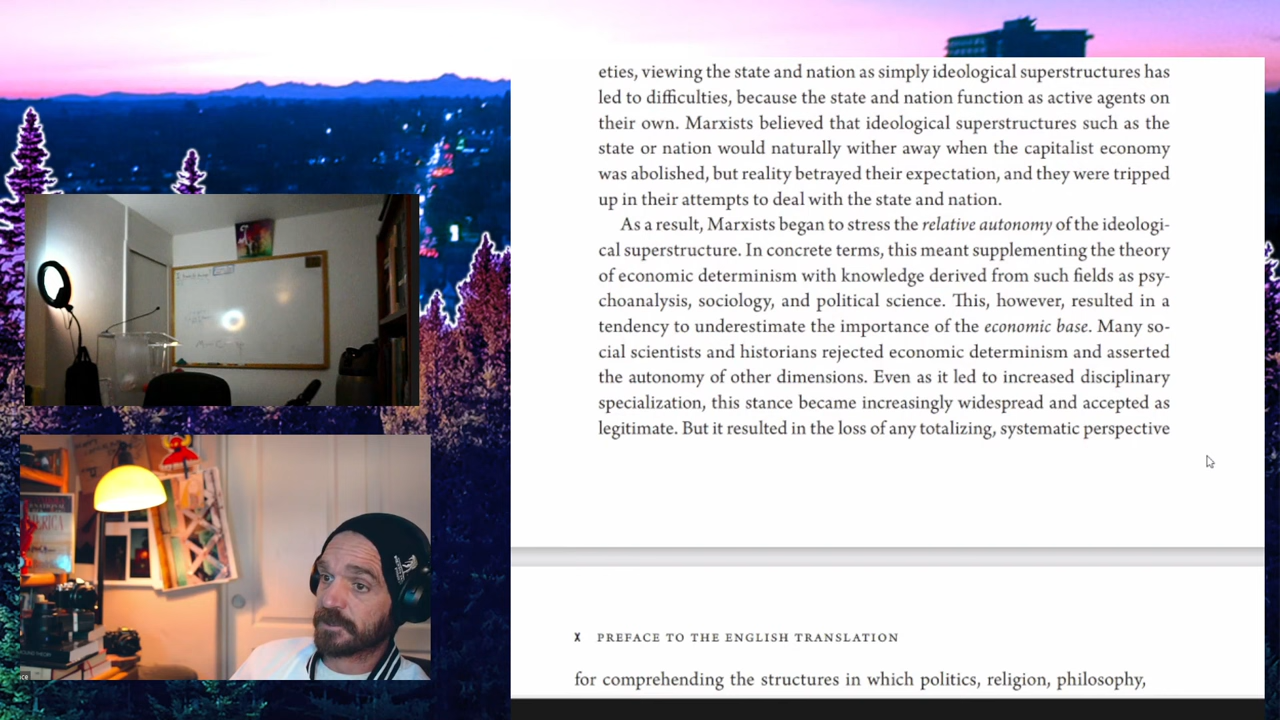 eties, viewing the state and nation as simply ideological superstructures has
led to difficulties, because the state and nation function as active agents on
their own. Marxists believed that ideological superstructures such as the
state or nation would naturally wither away when the capitalist economy
was abolished, but reality betrayed their expectation, and they were tripped
up in their attempts to deal with the state and nation.
As a result, Marxists began to stress the relative autonomy of the ideologi-
cal superstructure. In concrete terms, this meant supplementing the theory
of economic determinism with knowledge derived from such fields as psy-
choanalysis, sociology, and political science. This, however, resulted in a
tendency to underestimate the importance of the economic base. Many so-
cial scientists and historians rejected economic determinism and asserted
the autonomy of other dimensions. Even as it led to increased disciplinary
specialization, this stance became increasingly widespread and accepted as
legitimate. But it resulted in the loss of any totalizing, systematic perspective
X PREFACE TO THE ENGLISH TRANSLATION
for comprehending the structures in which politics, religion, philosophy,